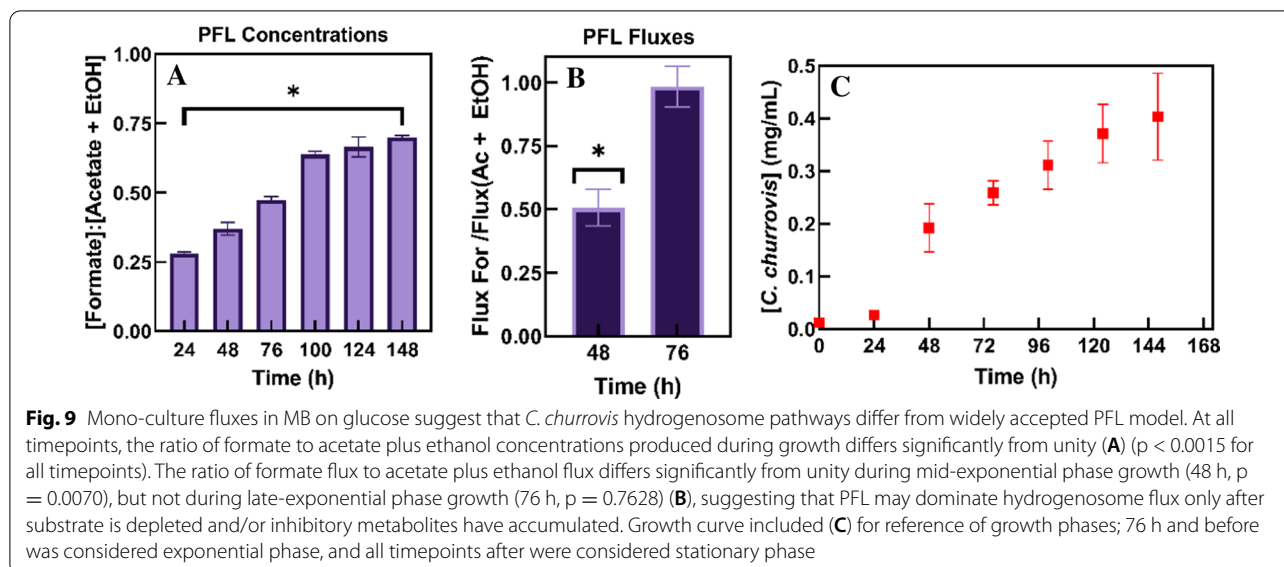 PFL Concentrations
A
*
[Formate]:[Acetate + EtOH]
1.00
0.75
0.50
0.25
0.00
24 48 76 100 124 148
Time (h)
PFL Fluxes
B
*
Flux For /Flux(Ac + EtOH)
1.00
0.75
0.50
0.25
0.00
48 76
Time (h)
C
[C. churrovis] (mg/mL)
0.5
0.4
0.3
0.2
0.1
0.0
0 24 48 72 96 120 144 168
Time (h)
Fig. 9 Mono-culture fluxes in MB on glucose suggest that C. churrovis hydrogenosome pathways differ from widely accepted PFL model. At all
timepoints, the ratio of formate to acetate plus ethanol concentrations produced during growth differs significantly from unity (A) (p < 0.0015 for
all timepoints). The ratio of formate flux to acetate plus ethanol flux differs significantly from unity during mid-exponential phase growth (48 h, p
= 0.0070), but not during late-exponential phase growth (76 h, p = 0.7628) (B), suggesting that PFL may dominate hydrogenosome flux only after
substrate is depleted and/or inhibitory metabolites have accumulated. Growth curve included (C) for reference of growth phases; 76 h and before
was considered exponential phase, and all timepoints after were considered stationary phase